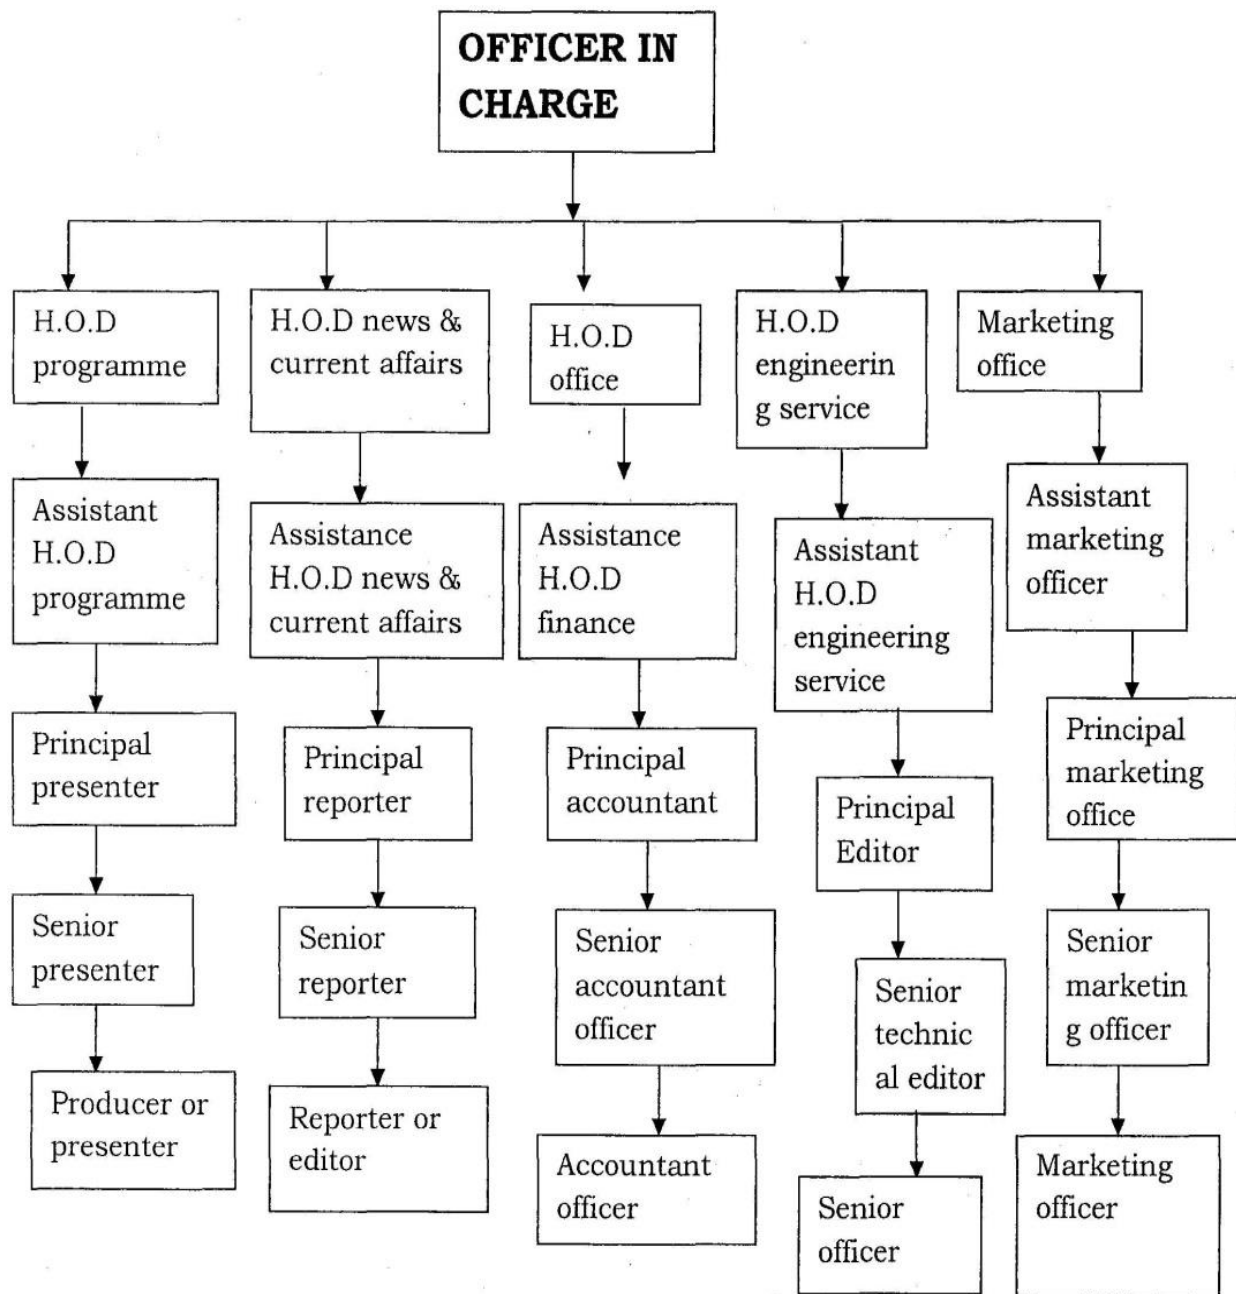 OFFICER IN
CHARGE
H.O.D
programme
H.O.D news &
current affairs
H.O.D
office
H.O.D
engineerin
g service
Marketing
office
Assistant
H.O.D
programme
Assistance
H.O.D news &
current affairs
Assistance
H.O.D
finance
Assistant
H.O.D
engineering
service
Assistant
marketing
officer
Principal
presenter
Principal
reporter
Principal
accountant
Principal
Editor
Principal
marketing
office
Senior
presenter
Senior
reporter
Senior
accountant
officer
Senior
technic
al editor
Senior
marketin
g officer
Producer or
presenter
Reporter or
editor
Accountant
officer
Senior
officer
Marketing
officer